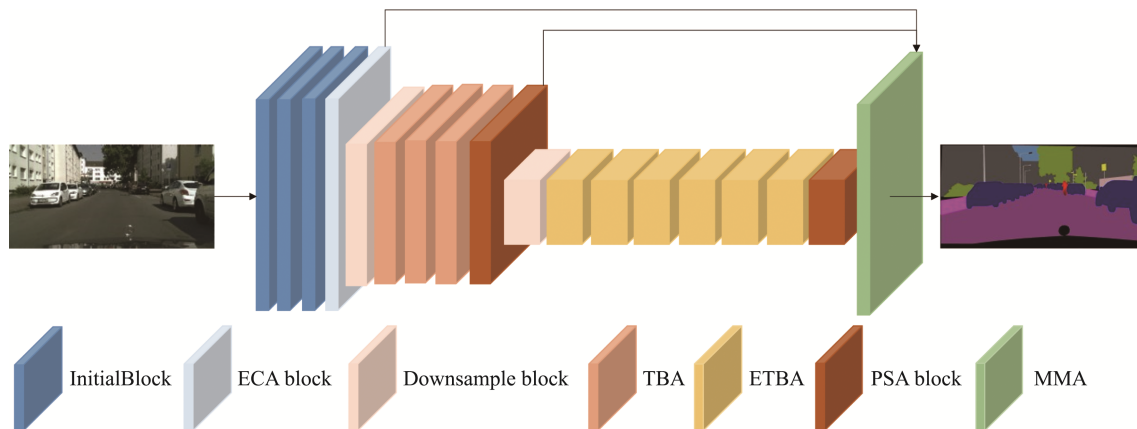 InitialBlock
ECA block
Downsample block
TBA
ETBA
PSA block
MMA